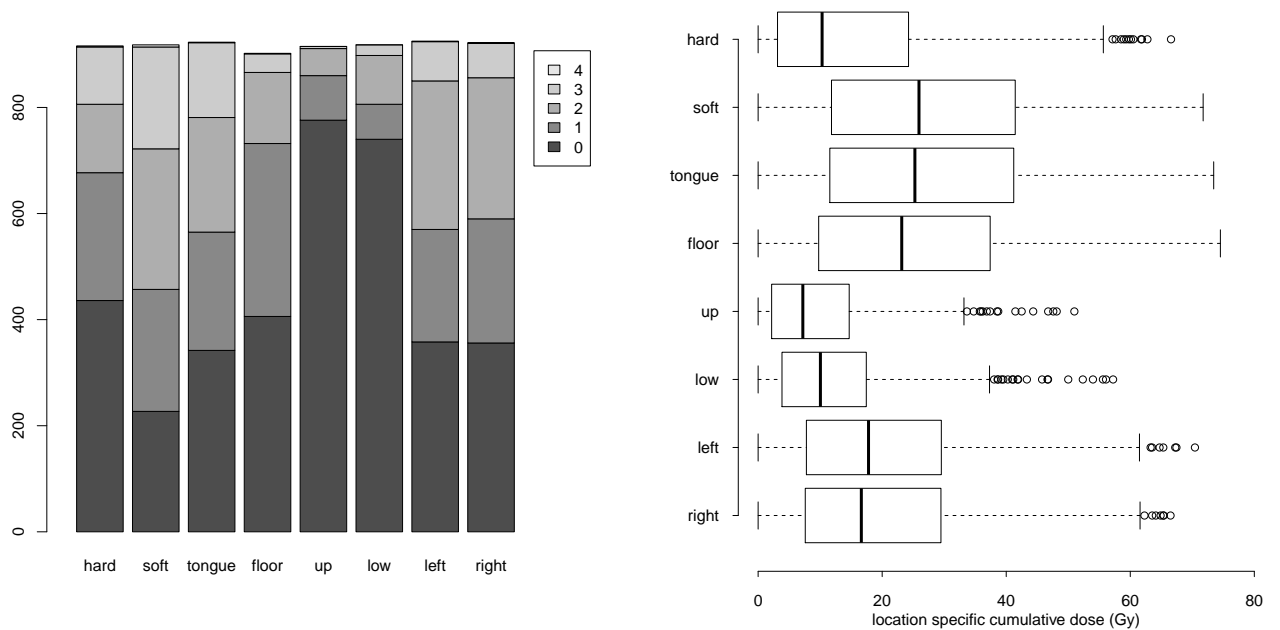 0
200
400
600
800
hard soft tongue floor up low left right
4
3
2
1
0
hard
soft
tongue
floor
up
low
left
right
0 20 40 60 80
location specific cumulative dose (Gy)